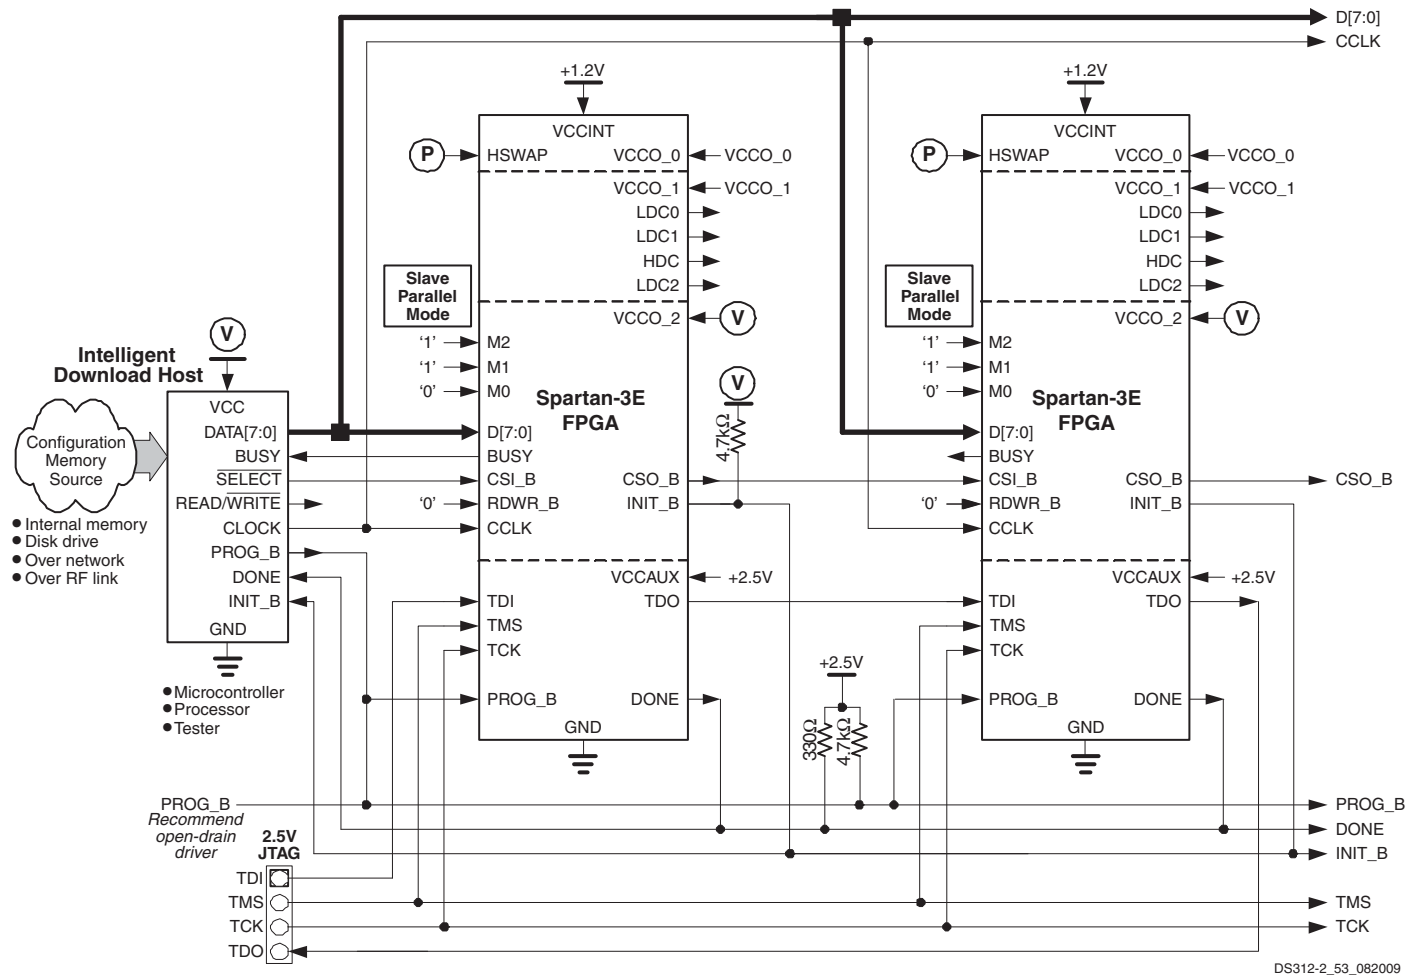 D[7:0]
CCLK
+1.2V
+1.2V
VCCINT
VCCINT
P
HSWAP
VCCO_0
VCCO_0
P
HSWAP
VCCO_0
VCCO_0
VCCO_1
VCCO_1
VCCO_1
VCCO_1
LDC0
LDC0
LDC1
LDC1
HDC
HDC
LDC2
LDC2
Slave
Parallel
Mode
Slave
Parallel
Mode
VCCO_2
V
VCCO_2
V
V
'1'
M2
'1'
M2
'1'
M1
'1'
M1
'0'
M0
'0'
M0
V
4.7kΩ
Spartan-3E
FPGA
Spartan-3E
FPGA
Intelligent
Download Host
Configuration
Memory
Source
Internal memory
Disk drive
Over network
Over RF link
VCC
DATA[7:0]
BUSY
SELECT
READ/WRITE
CLOCK
PROG_B
DONE
INIT_B
GND
Microcontroller
Processor
Tester
D[7:0]
BUSY
CSI_B
CSO_B
'0'
RDWR_B
INIT_B
CCLK
D[7:0]
BUSY
CSI_B
CSO_B
CSO_B
'0'
RDWR_B
INIT_B
CCLK
VCCAUX
+2.5V
VCCAUX
+2.5V
TDI
TDO
TDI
TDO
TMS
TMS
TCK
TCK
+2.5V
PROG_B
DONE
PROG_B
DONE
GND
GND
330Ω
4.7kΩ
PROG_B
Recommend
open-drain
driver
PROG_B
DONE
INIT_B
2.5V
JTAG
TDI
TMS
TMS
TCK
TCK
TDO
DS312-2_53_082009